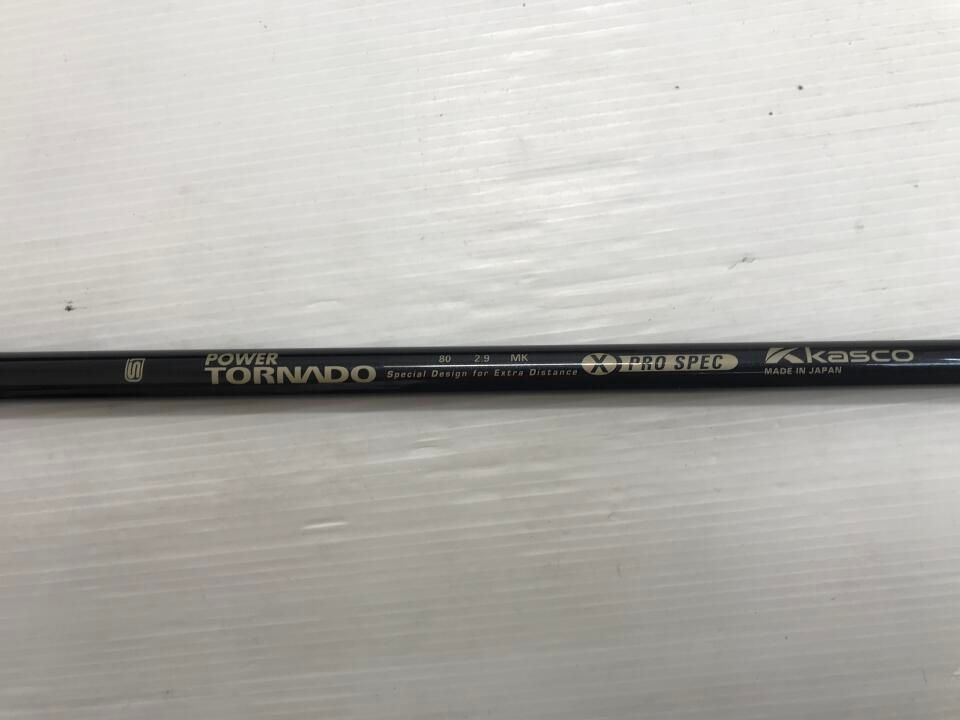 S
POWER
TORNADO
80 2.9 MK
Special Design for Extra Distance
X PRO SPEC
kasco
MADE IN JAPAN